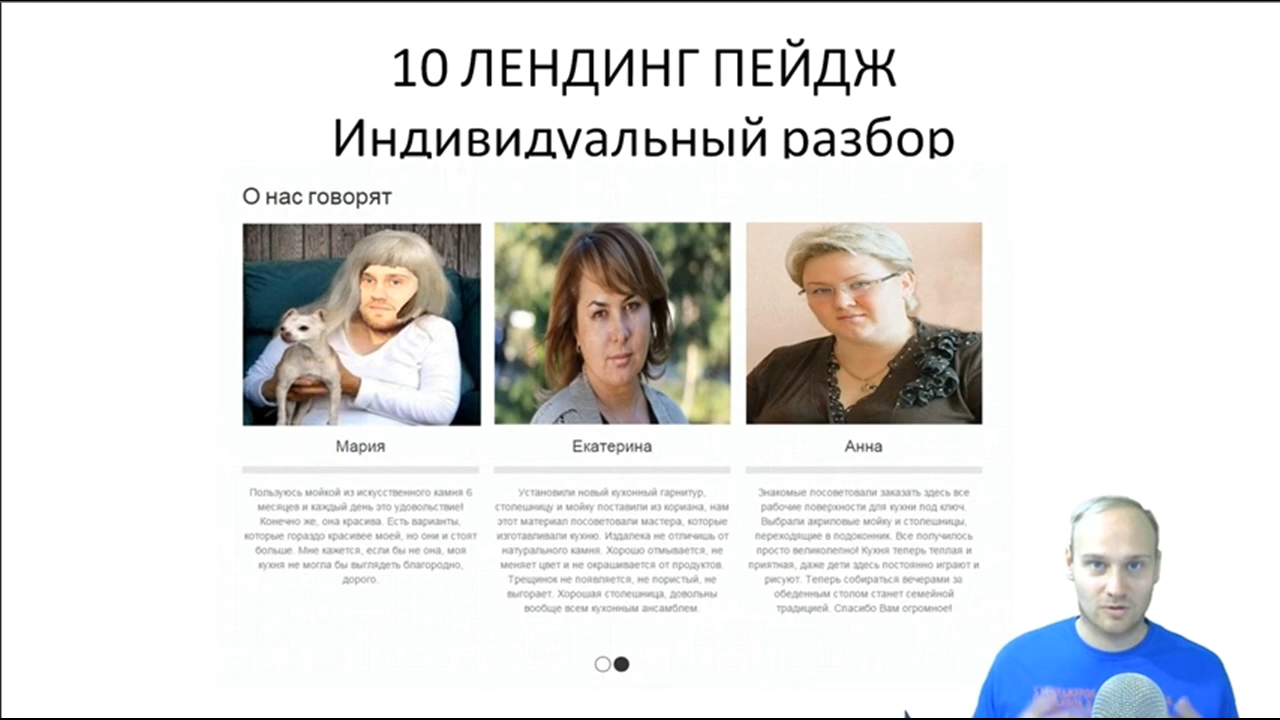 10 ЛЕНДИНГ ПЕЙДЖ
Индивидуальный разбор
О нас говорят
Мария
Пользуюсь мойкой из искусственного камня 6
месяцев и каждый день это удовольствие!
Конечно же, она красива. Есть варианты,
которые гораздо красивее моей, но они и стоят
больше. Мне кажется, если бы не она, моя
кухня не могла бы выглядеть благородно,
дорого.
Екатерина
Установили новый кухонный гарнитур,
столешницу и мойку поставили из кориана, нам
этот материал посоветовали мастера, которые
изготавливали кухню. Издалека не отличишь от
натурального камня. Хорошо отмывается, не
меняет цвет и не окрашивается от продуктов.
Трещинок не появляется, не пористый, не
выгорает. Хорошая столешница, довольны
вообще всем кухонным ансамблем.
Анна
Знакомые посоветовали заказать здесь все
рабочие поверхности для кухни под ключ.
Выбрали акриловые мойку и столешницы,
переходящие в подоконник. Все получилось
просто великолепно! Кухня теперь теплая и
приятная, даже дети здесь постоянно играют и
рисуют. Теперь собираться вечерами за
обеденным столом станет семейной
традицией. Спасибо Вам огромное!